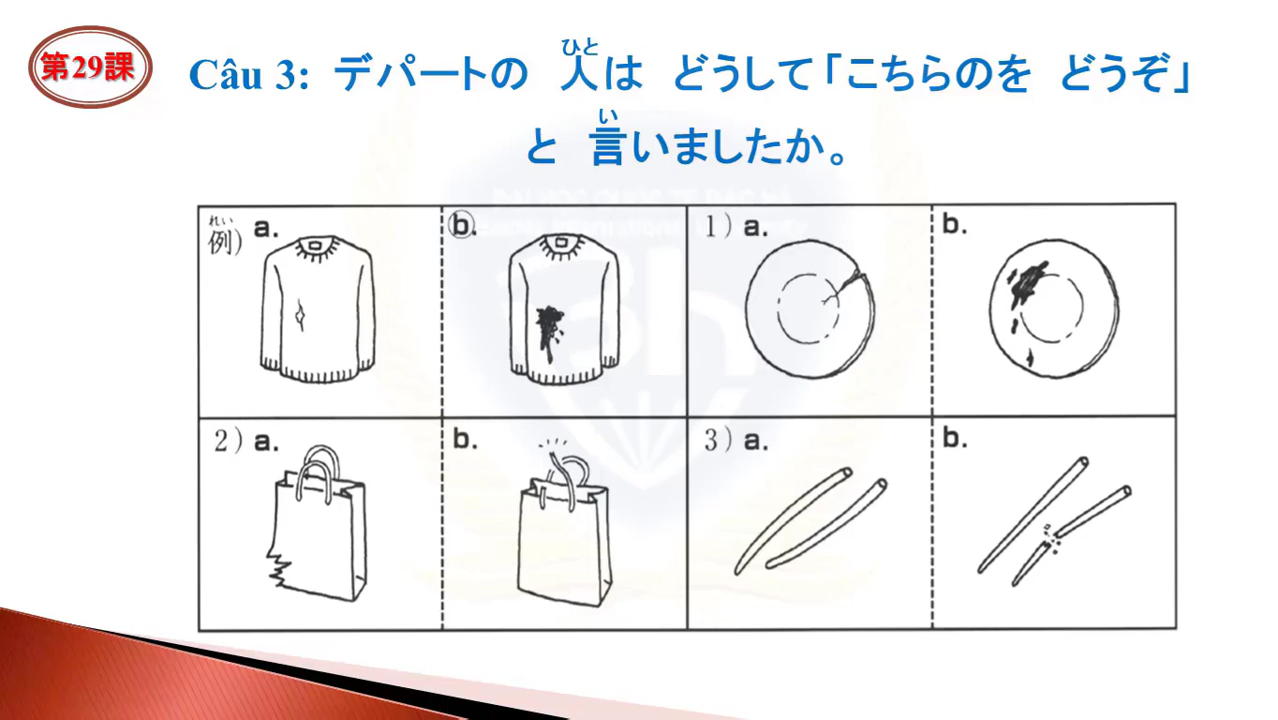 第29課
Câu 3: デパートの 人は どうして「こちらのを どうぞ」
ひと
と 言いましたか。
い
例) a.
れい
b.
1) a.
b.
2) a.
b.
3) a.
b.